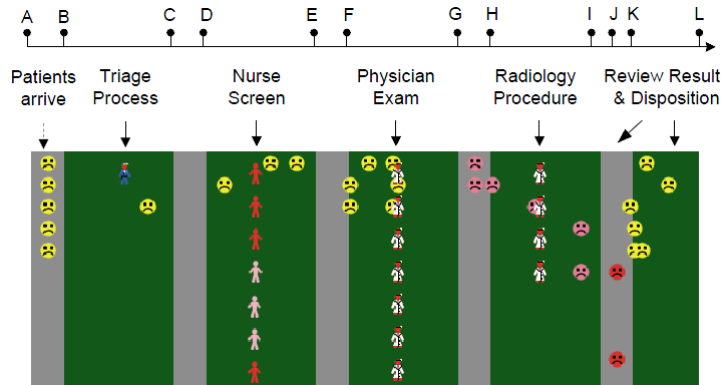 A B C D E F G H I J K L
Patients Triage Nurse Physician Radiology Review Result
arrive Process Screen Exam Procedure & Disposition